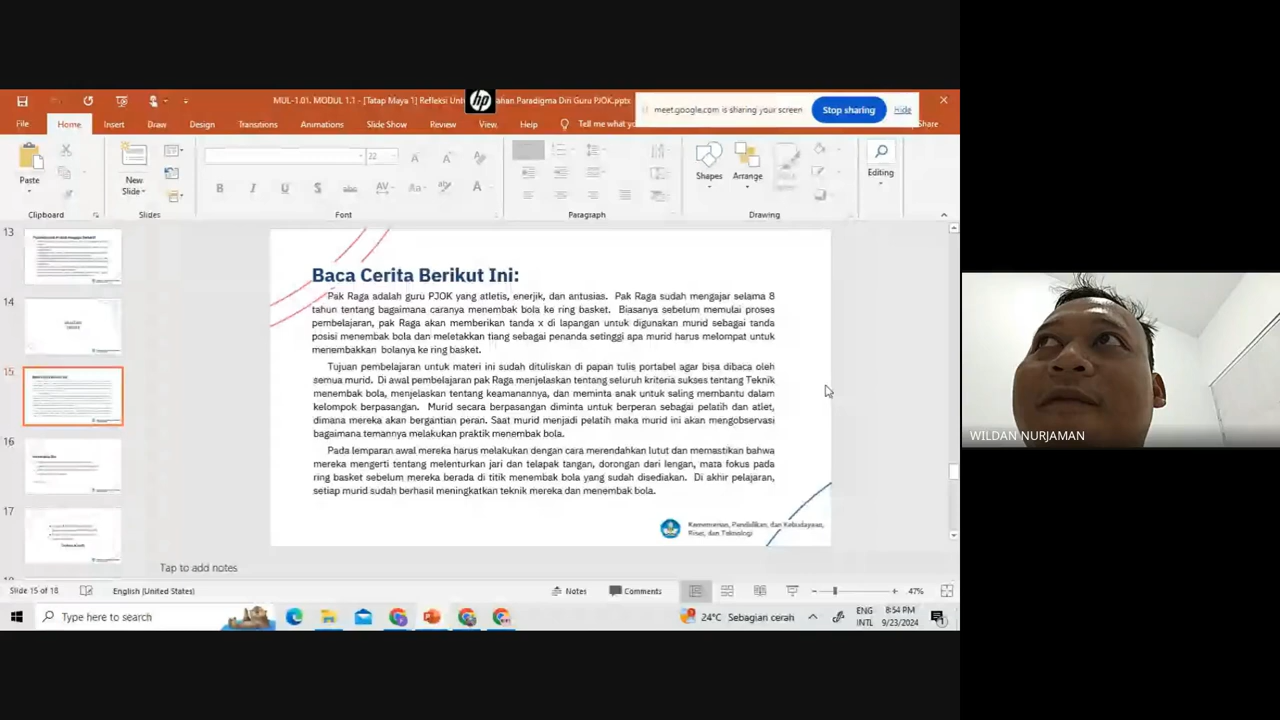 MUL-1.01. MODUL 1.1 - [Tatap Maya 1] Refleksi Unt
ahan Paradigma Diri Guru PJOK.pptx
hp
meet.google.com is sharing your screen
Stop sharing
Hide
File
Home
Insert
Draw
Design
Transitions
Animations
Slide Show
Review
View
Help
Tell me what yo
Share
Paste
New
Slide
32
Shapes
Arrange
Editing
Clipboard
Slides
Font
Paragraph
Drawing
13
14
15
16
17
Baca Cerita Berikut Ini:
Pak Raga adalah guru PJOK yang atletis, enerjik, dan antusias. Pak Raga sudah mengajar selama 8
tahun tentang bagaimana caranya menembak bola ke ring basket. Biasanya sebelum memulai proses
pembelajaran, pak Raga akan memberikan tanda x di lapangan untuk digunakan murid sebagai tanda
posisi menembak bola dan meletakkan tiang sebagai penanda setinggi apa murid harus melompat untuk
menembakkan bolanya ke ring basket.
Tujuan pembelajaran untuk materi ini sudah dituliskan di papan tulis portabel agar bisa dibaca oleh
semua murid. Di awal pembelajaran pak Raga menjelaskan tentang seluruh kriteria sukses tentang Teknik
menembak bola, menjelaskan tentang keamanannya, dan meminta anak untuk saling membantu dalam
kelompok berpasangan. Murid secara berpasangan diminta untuk berperan sebagai pelatih dan atlet,
dimana mereka akan bergantian peran. Saat murid menjadi pelatih maka murid ini akan mengobservasi
bagaimana temannya melakukan praktik menembak bola.
Pada lemparan awal mereka harus melakukan dengan cara merendahkan lutut dan memastikan bahwa
mereka mengerti tentang melenturkan jari dan telapak tangan, dorongan dari lengan, mata fokus pada
ring basket sebelum mereka berada di titik menembak bola yang sudah disediakan. Di akhir pelajaran,
setiap murid sudah berhasil meningkatkan teknik mereka dan menembak bola.
Kementerian, Pendidikan, dan Kebudayaan,
Riset, dan Teknologi
Tap to add notes
Slide 15 of 18
English (United States)
Notes
Comments
47%
Type here to search
24°C Sebagian cerah
ENG
INTL
8:54 PM
9/23/2024
WILDAN NURJAMAN